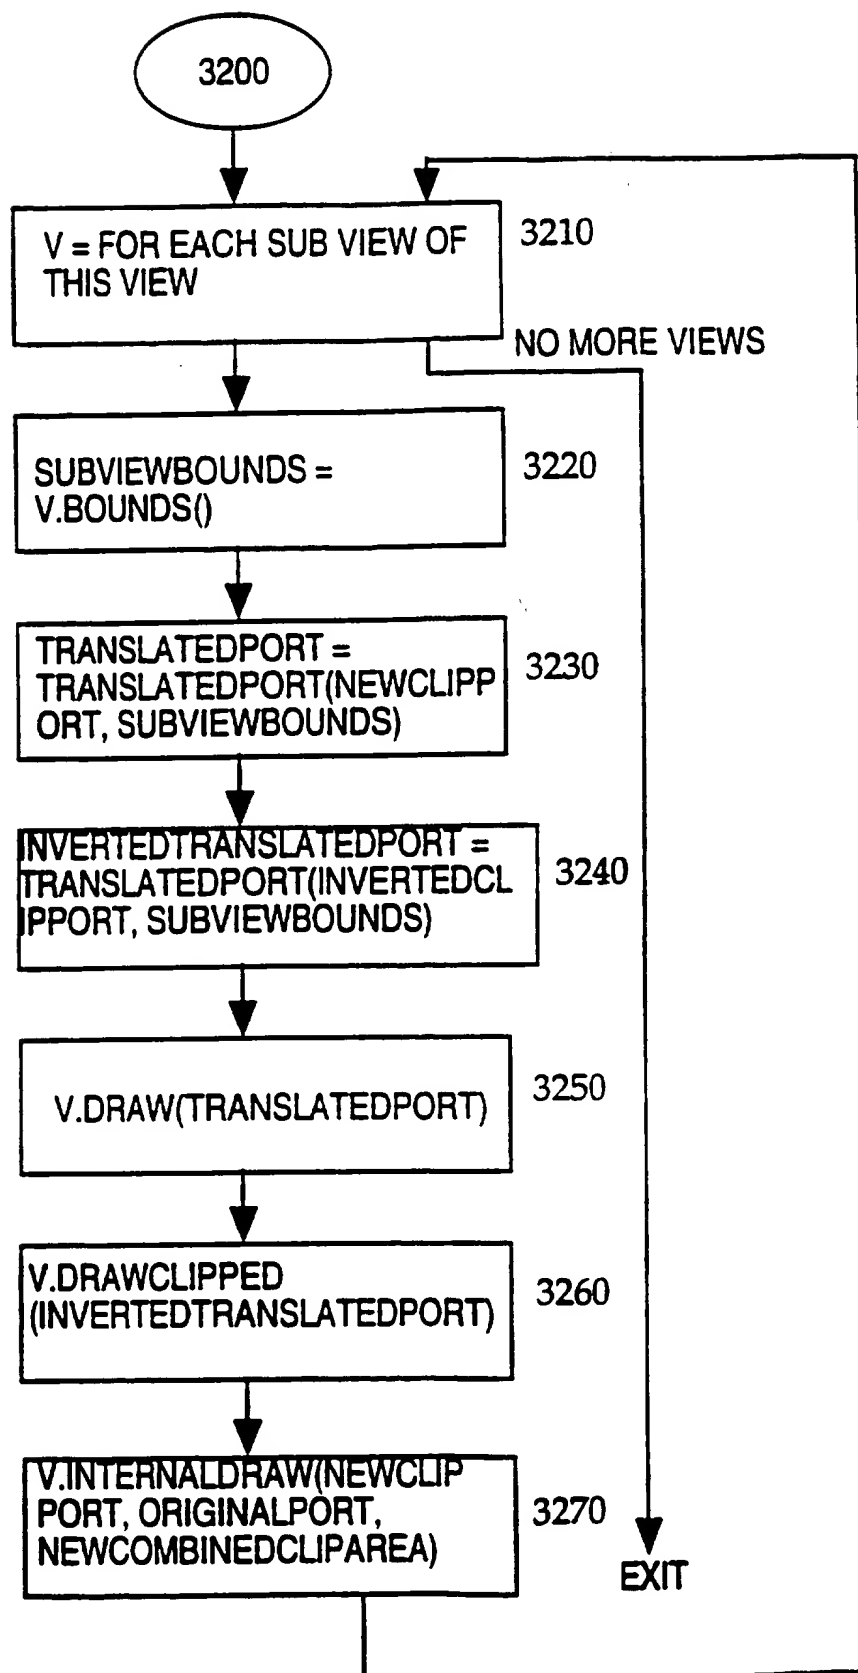 3200
V = FOR EACH SUB VIEW OF
THIS VIEW
3210
NO MORE VIEWS
SUBVIEWBOUNDS =
V.BOUNDS()
3220
TRANSLATEDPORT =
TRANSLATEDPORT(NEWCLIPP
ORT, SUBVIEWBOUNDS)
3230
INVERTEDTRANSLATEDPORT =
TRANSLATEDPORT(INVERTEDCL
IPPORT, SUBVIEWBOUNDS)
3240
V.DRAW(TRANSLATEDPORT)
3250
V.DRAWCLIPPED
(INVERTEDTRANSLATEDPORT)
3260
V.INTERNALDRAW(NEWCLIP
PORT, ORIGINALPORT,
NEWCOMBINEDCLIPAREA)
3270
EXIT